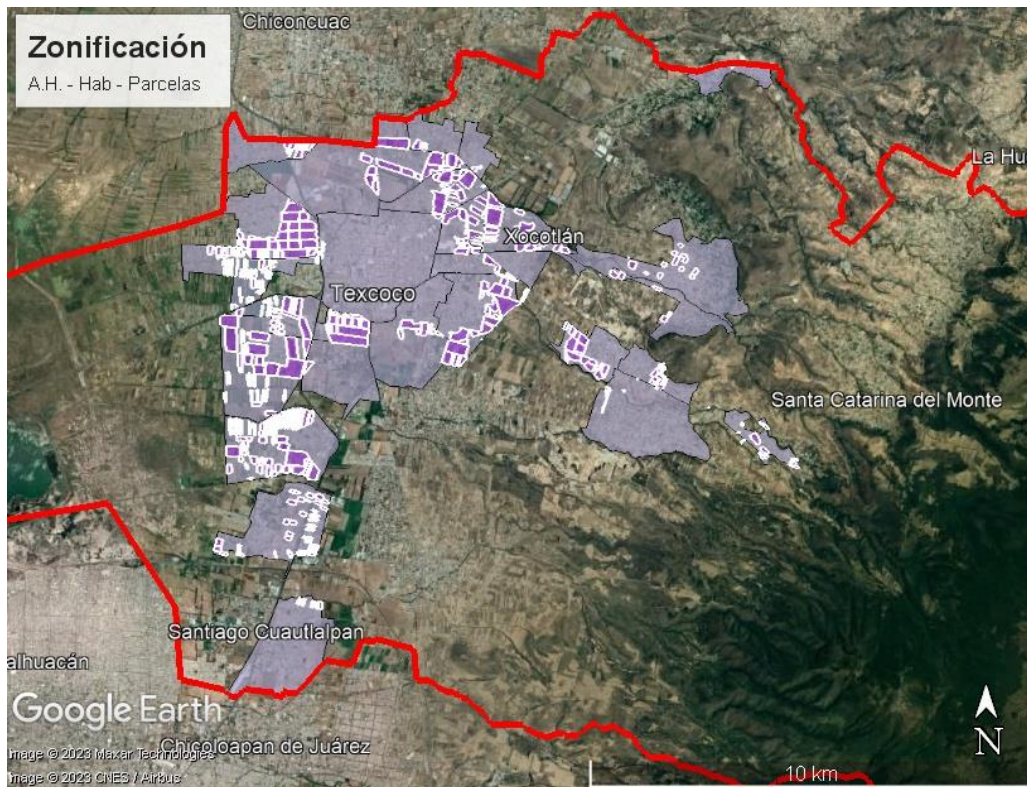 Zonificación
A.H. - Hab - Parcelas
Chiconcuac
La Hu
Xocotlán
Texcoco
Santa Catarina del Monte
Santiago Cuautlalpan
alhuacán
Google Earth
Chicoloapan de Juárez
Image © 2023 Maxar Technologies
Image © 2023 CNES / Airbus
N
10 km